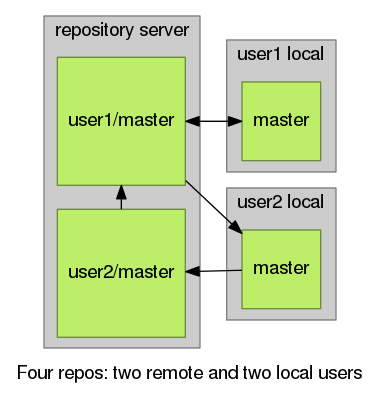 repository server
user1 local
user1/master
master
user2 local
user2/master
master
Four repos: two remote and two local users